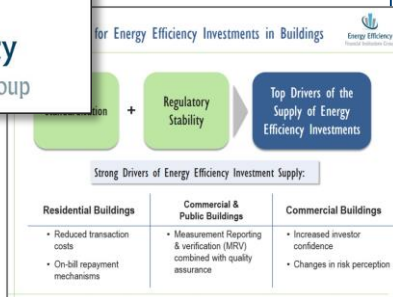 y
oup
for Energy Efficiency Investments in Buildings
Energy Efficiency
Regulatory
Stability
+
Top Drivers of the
Supply of Energy
Efficiency Investments
Strong Drivers of Energy Efficiency Investment Supply:
Residential Buildings
• Reduced transaction
costs
• On-bill repayment
mechanisms
Commercial &
Public Buildings
• Measurement Reporting
& verification (MRV)
combined with quality
assurance
Commercial Buildings
• Increased investor
confidence
• Changes in risk perception